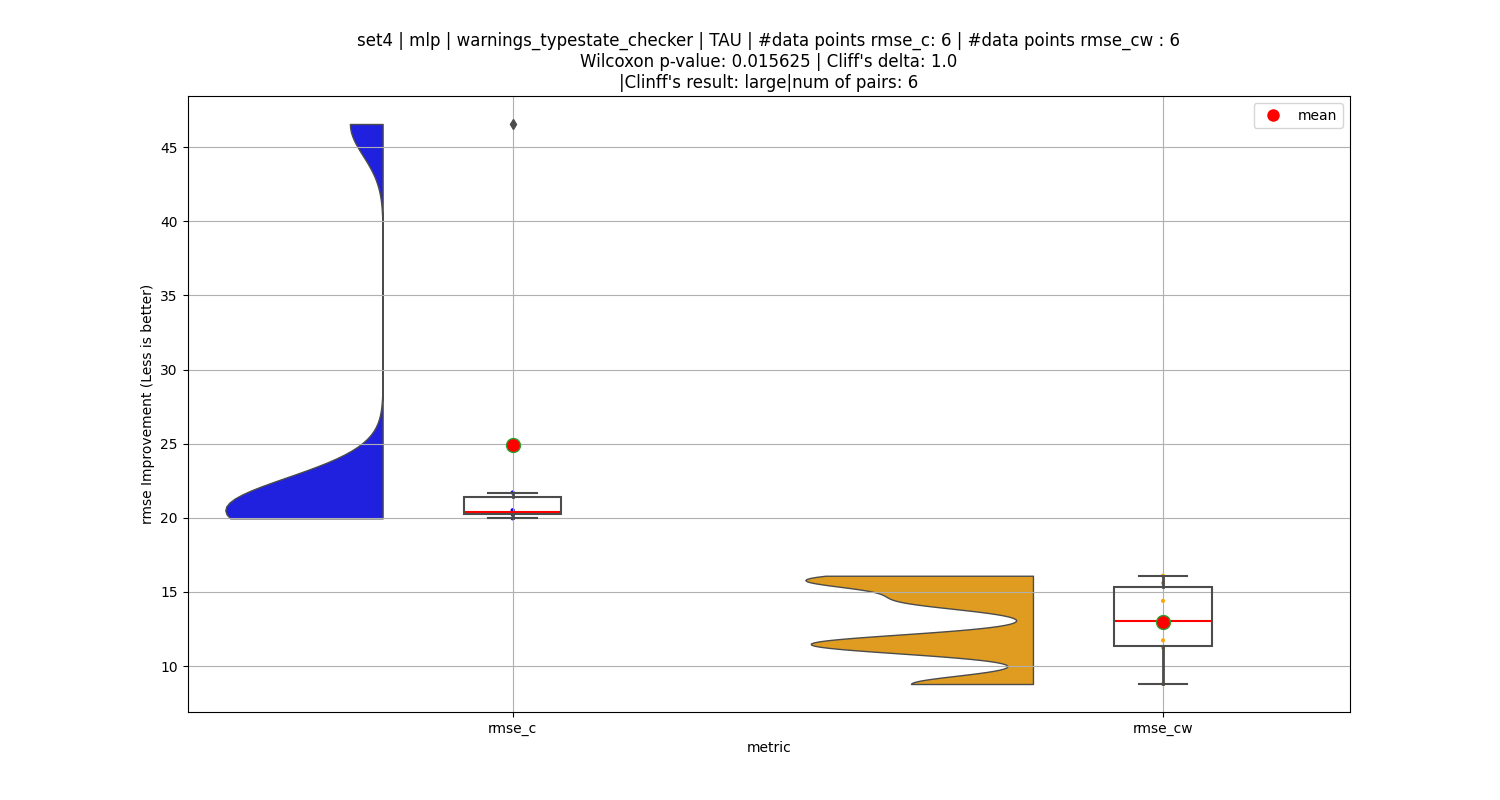 set4 | mlp | warnings_typestate_checker | TAU | #data points rmse_c: 6 | #data points rmse_cw : 6
Wilcoxon p-value: 0.015625 | Cliff's delta: 1.0
|Clinff's result: large|num of pairs: 6
mean
rmse Improvement (Less is better)
45
40
35
30
25
20
15
10
rmse_c
rmse_cw
metric